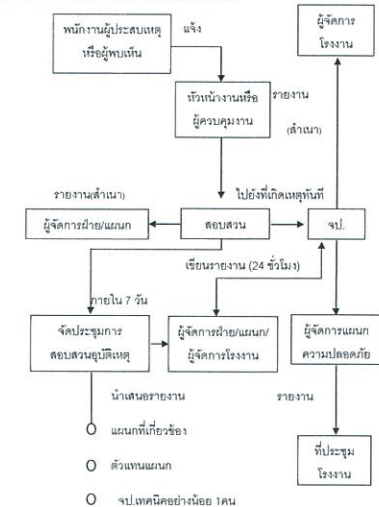 พนักงานผู้ประสบเหตุ
หรือผู้พบเห็น
แจ้ง
ผู้จัดการ
โรงงาน
หัวหน้างานหรือ
ผู้ควบคุมงาน
รายงาน
(สำเนา)
รายงาน(สำเนา)
ไปยังที่เกิดเหตุทันที
ผู้จัดการฝ่าย/แผนก
สอบสวน
จป.
เขียนรายงาน (24 ชั่วโมง)
ภายใน 7 วัน
จัดประชุมการ
สอบสวนอุบัติเหตุ
ผู้จัดการฝ่าย/แผนก/
ผู้จัดการโรงงาน
ผู้จัดการแผนก
ความปลอดภัย
นำเสนอรายงาน
รายงาน
O แผนกที่เกี่ยวข้อง
O ตัวแทนแผนก
O จป.เทคนิคอย่างน้อย 1คน
ที่ประชุม
โรงงาน